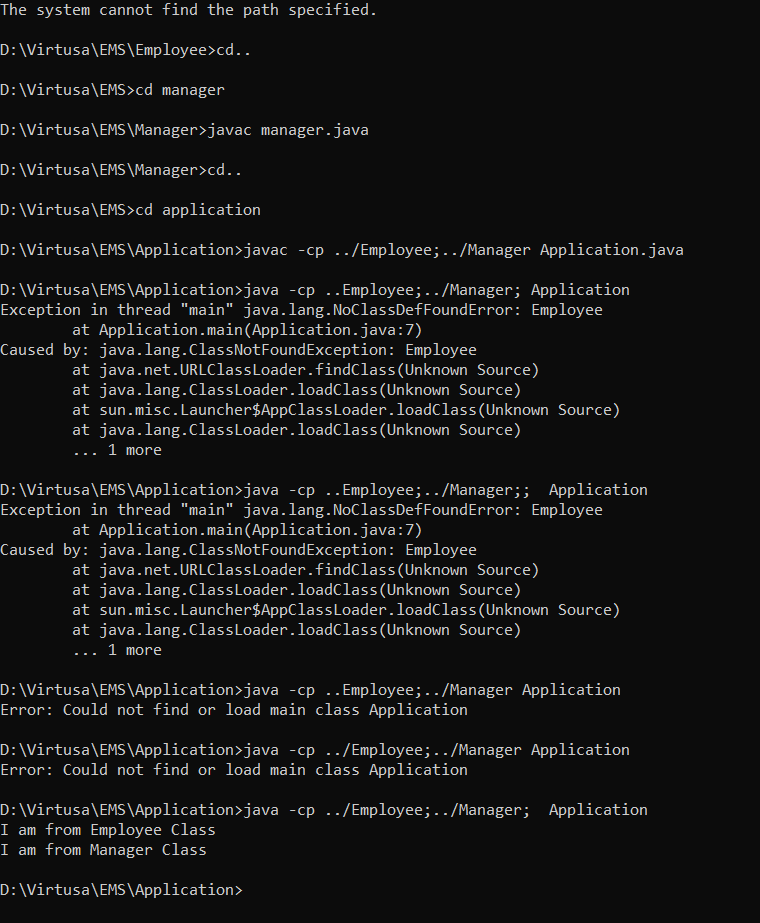 The system cannot find the path specified.
D:\Virtusa\EMS\Employee>cd..
D:\Virtusa\EMS>cd manager
D:\Virtusa\EMS\Manager>javac manager.java
D:\Virtusa\EMS\Manager>cd..
D:\Virtusa\EMS>cd application
D:\Virtusa\EMS\Application>javac -cp ../Employee;../Manager Application.java
D:\Virtusa\EMS\Application>java -cp ..Employee;../Manager; Application
Exception in thread "main" java.lang.NoClassDefFoundError: Employee
        at Application.main(Application.java:7)
Caused by: java.lang.ClassNotFoundException: Employee
        at java.net.URLClassLoader.findClass(Unknown Source)
        at java.lang.ClassLoader.loadClass(Unknown Source)
        at sun.misc.Launcher$AppClassLoader.loadClass(Unknown Source)
        at java.lang.ClassLoader.loadClass(Unknown Source)
        ... 1 more
D:\Virtusa\EMS\Application>java -cp ..Employee;../Manager;;  Application
Exception in thread "main" java.lang.NoClassDefFoundError: Employee
        at Application.main(Application.java:7)
Caused by: java.lang.ClassNotFoundException: Employee
        at java.net.URLClassLoader.findClass(Unknown Source)
        at java.lang.ClassLoader.loadClass(Unknown Source)
        at sun.misc.Launcher$AppClassLoader.loadClass(Unknown Source)
        at java.lang.ClassLoader.loadClass(Unknown Source)
        ... 1 more
D:\Virtusa\EMS\Application>java -cp ..Employee;../Manager Application
Error: Could not find or load main class Application
D:\Virtusa\EMS\Application>java -cp ../Employee;../Manager Application
Error: Could not find or load main class Application
D:\Virtusa\EMS\Application>java -cp ../Employee;../Manager;  Application
I am from Employee Class
I am from Manager Class
D:\Virtusa\EMS\Application>